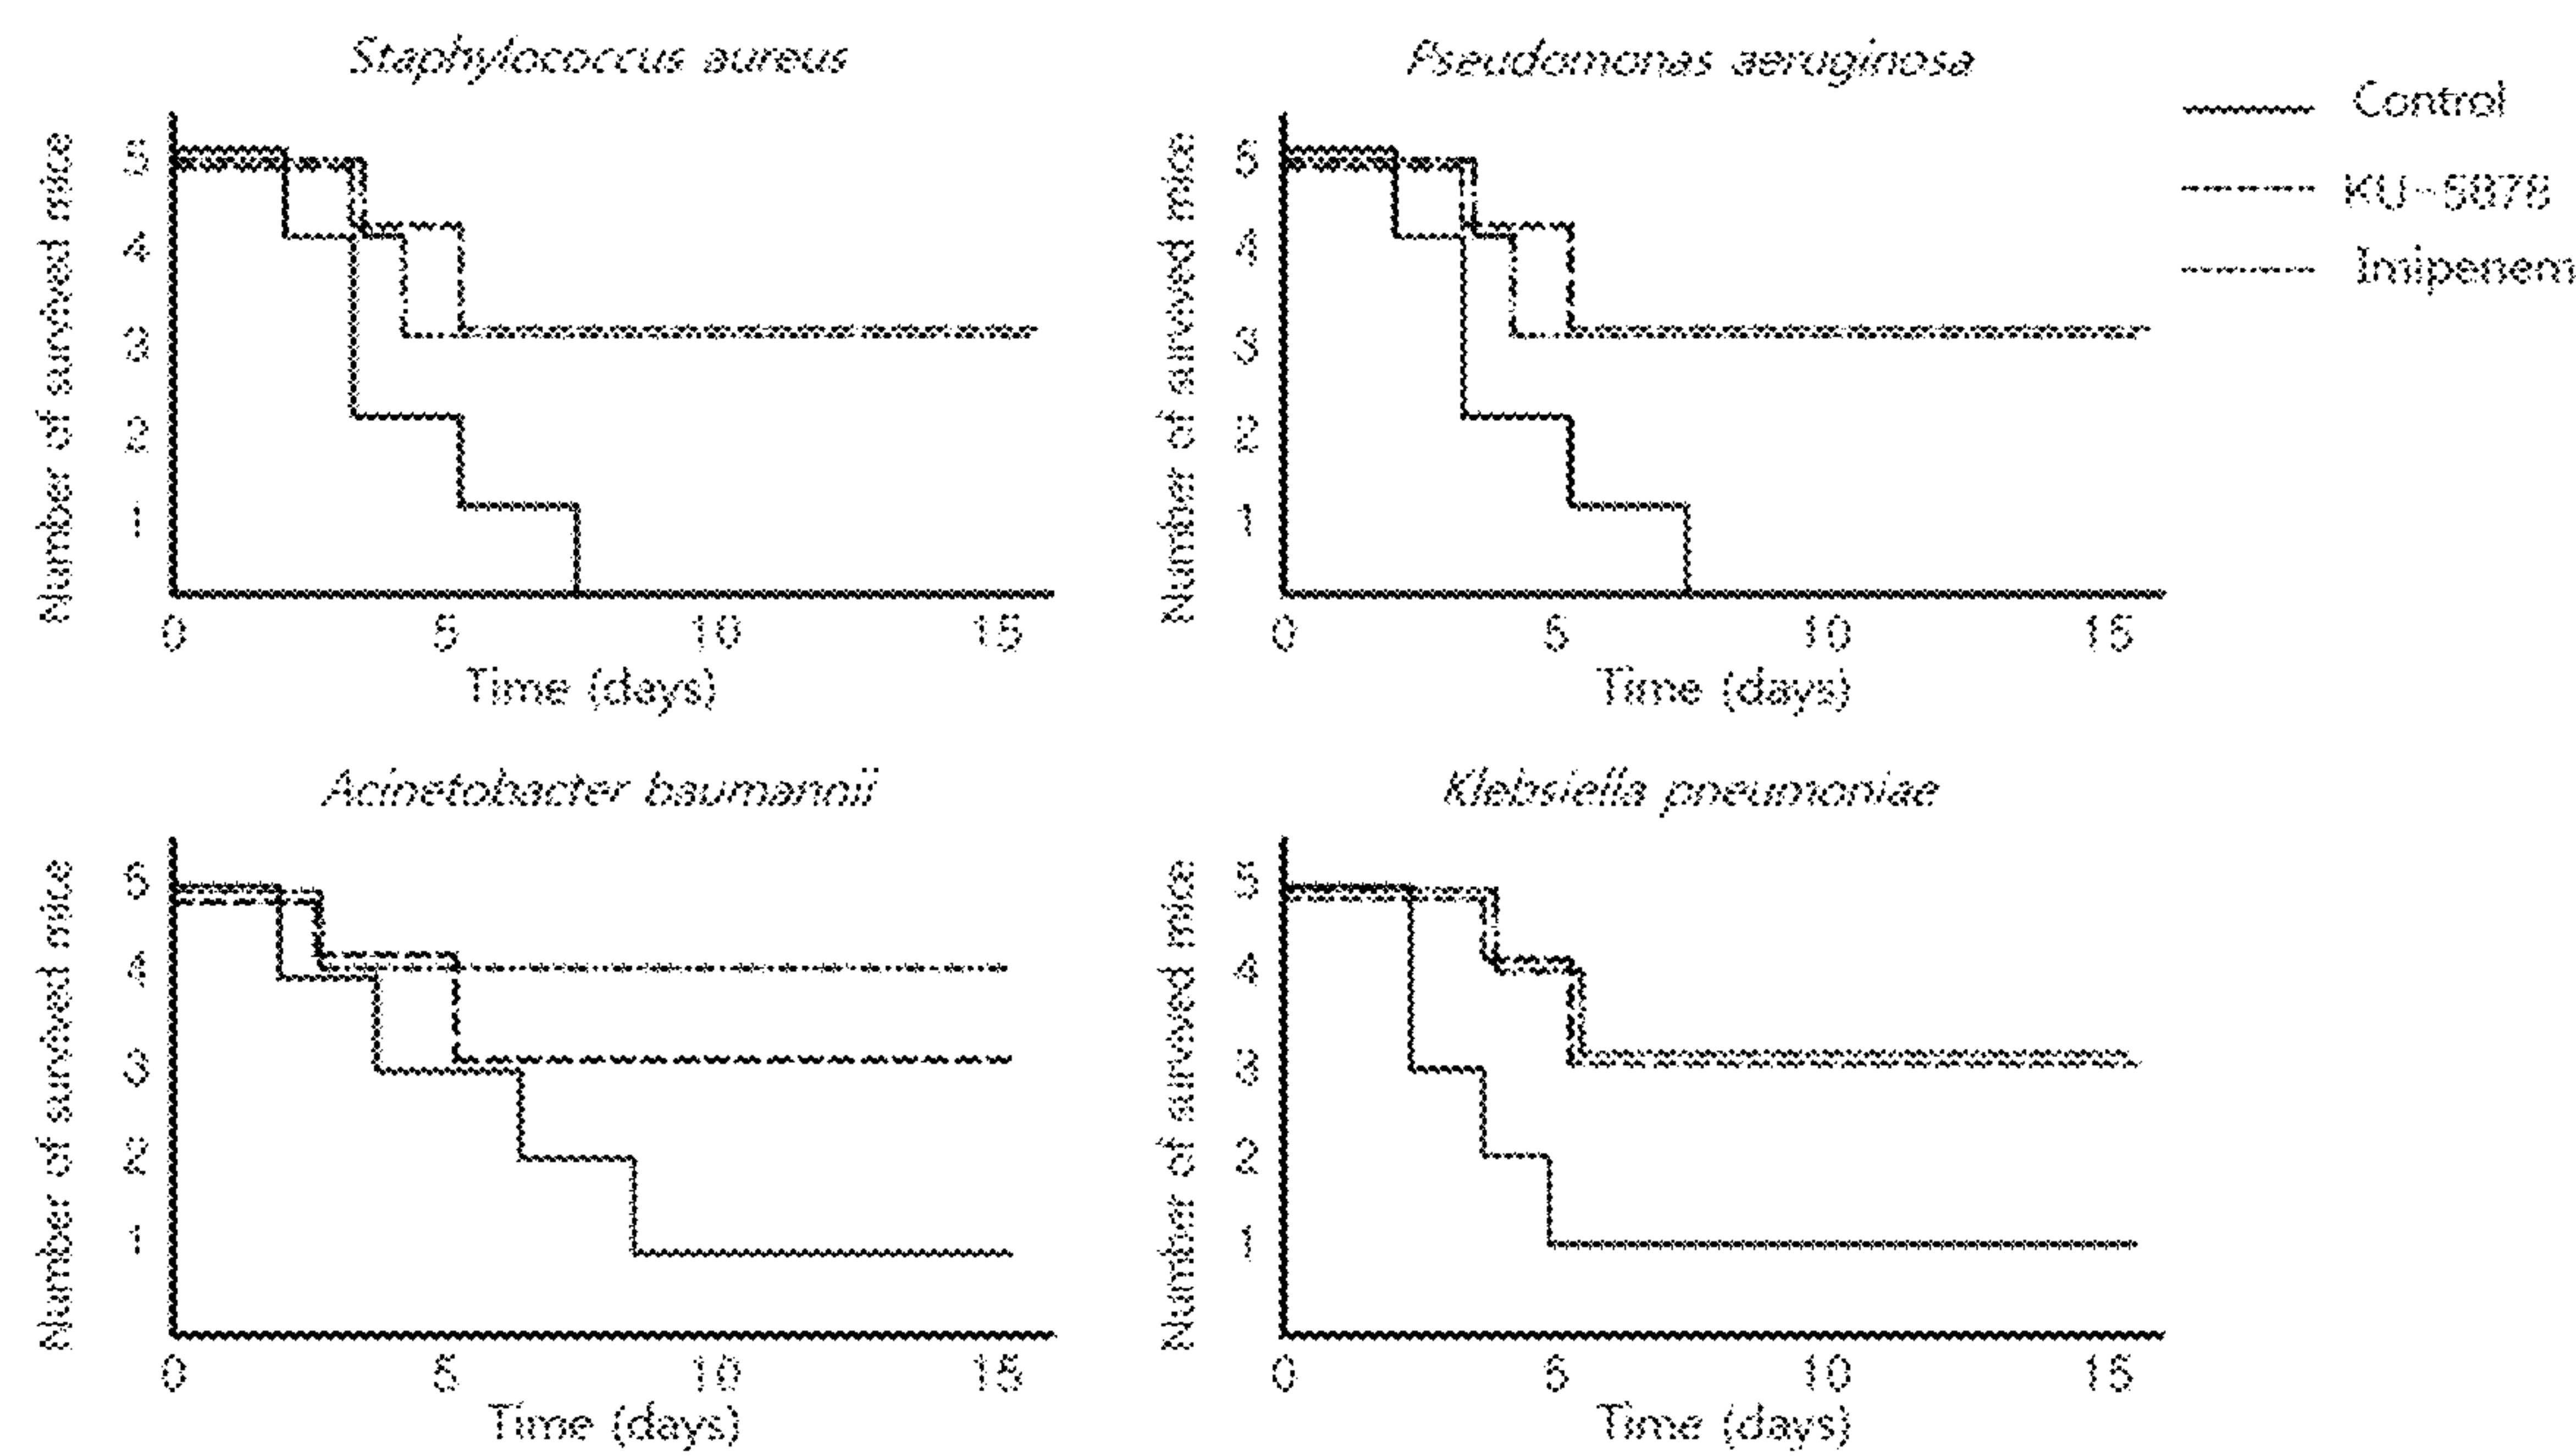 Staphylococcus aureus
Number of survived mice
5
4
3
2
1
0 5 10 15
Time (days)
Pseudomonas aeruginosa
Number of survived mice
5
4
3
2
1
0 5 10 15
Time (days)
Control
Imipenem
Acinetobacter baumannii
Number of survived mice
5
4
3
2
1
0 5 10 15
Time (days)
Klebsiella pneumoniae
Number of survived mice
5
4
3
2
1
0 5 10 15
Time (days)